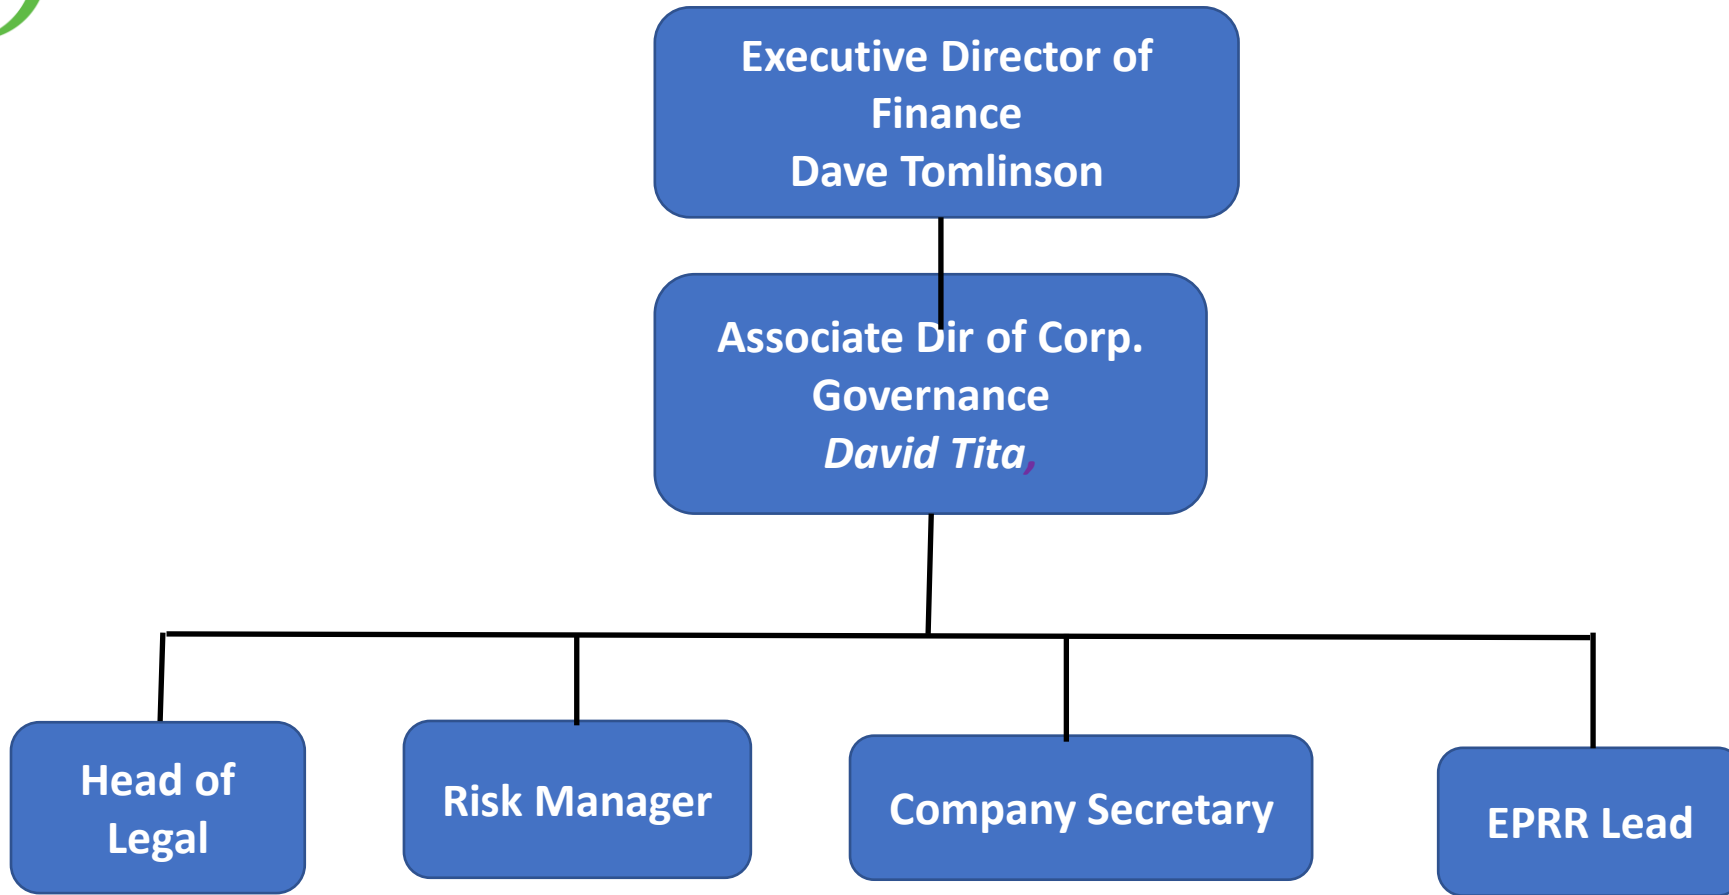 Executive Director of
Finance
Dave Tomlinson
Associate Dir of Corp.
Governance
David Tita,
Head of
Legal
Risk Manager
Company Secretary
EPRR Lead